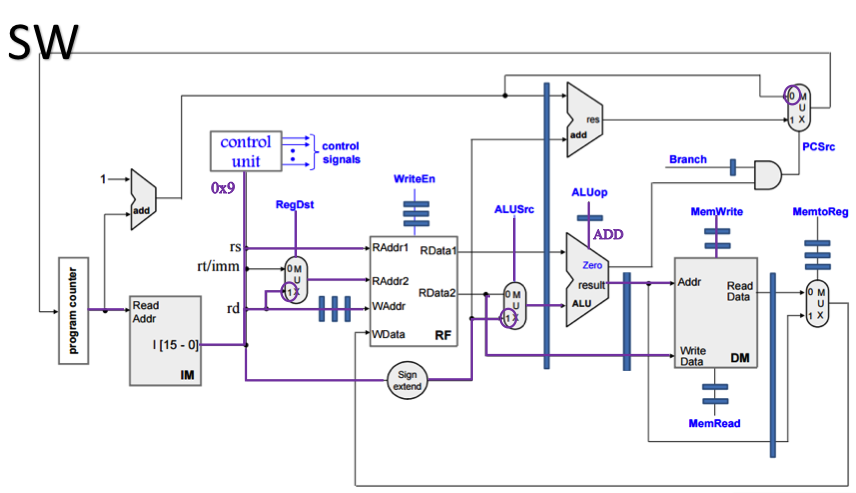 SW
control
unit
control
signals
0x9
1
add
res
add
0 M
U
1 X
PCSrc
Branch
WriteEn
RegDst
ALUSrc
ALUop
ADD
MemWrite
MemtoReg
rs
rt/imm
rd
0 M
U
1 X
RAddr1
RAddr2
WAddr
WData
RData1
RData2
RF
0 M
U
1 X
Zero
result
ALU
Addr
Read
Data
Write
Data
DM
0 M
U
1 X
program counter
Read
Addr
I [15 - 0]
IM
Sign
extend
MemRead